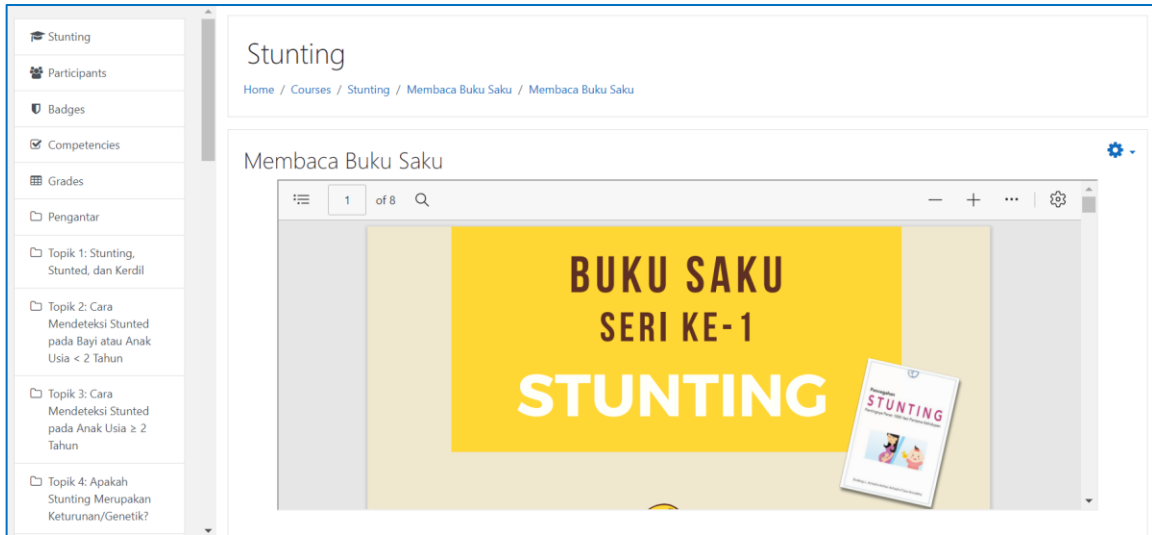 Stunting
Participants
Badges
Competencies
Grades
Pengantar
Topik 1: Stunting,
Stunted, dan Kerdil
Topik 2: Cara
Mendeteksi Stunted
pada Bayi atau Anak
Usia < 2 Tahun
Topik 3: Cara
Mendeteksi Stunted
pada Anak Usia ≥ 2
Tahun
Topik 4: Apakah
Stunting Merupakan
Keturunan/Genetik?
Stunting
Home / Courses / Stunting / Membaca Buku Saku / Membaca Buku Saku
Membaca Buku Saku
1 of 8
BUKU SAKU
SERI KE-1
STUNTING
Pencegahan
STUNTING